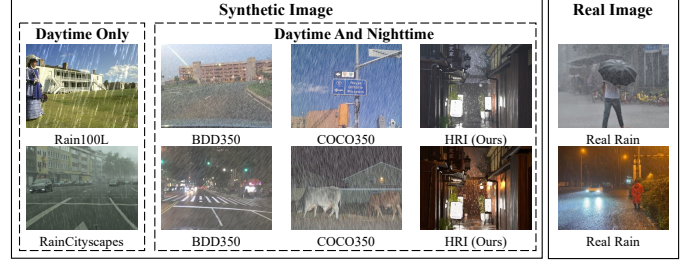 Synthetic Image
Real Image
Daytime Only
Daytime And Nighttime
Rain100L
BDD350
COCO350
HRI (Ours)
Real Rain
RainCityscapes
BDD350
COCO350
HRI (Ours)
Real Rain